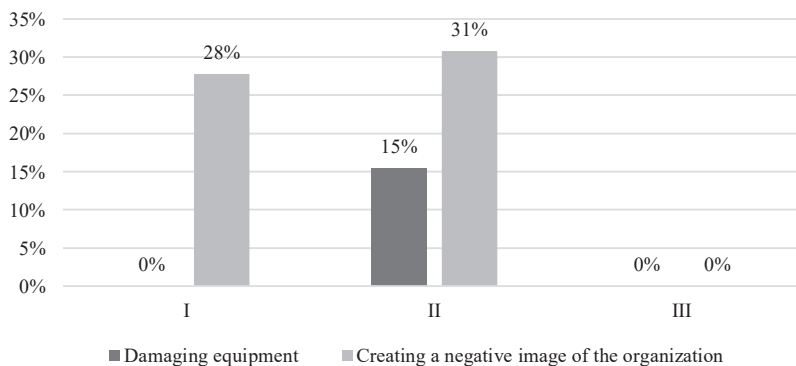 35%
30%
25%
20%
15%
10%
5%
0%
28%
31%
15%
0%
0%
0%
I
II
III
Damaging equipment
Creating a negative image of the organization